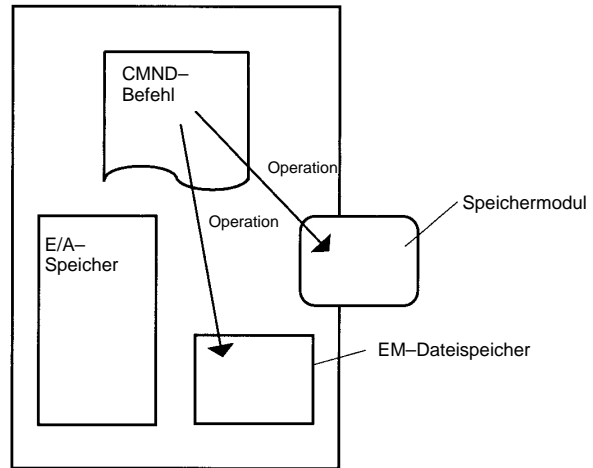 CMND–
Befehl
Operation
Speichermodul
Operation
E/A–
Speicher
EM–Dateispeicher